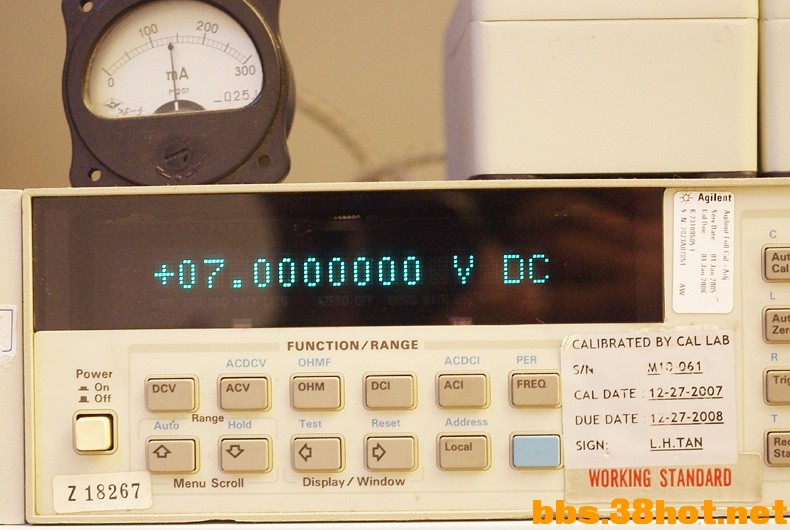 100
200
0
300
mA
M201
Agilent
+07.0000000 V DC
FUNCTION/RANGE
CALIBRATED BY CAL LAB
S/N M10-061
CAL DATE : 12-27-2007
DUE DATE : 12-27-2008
SIGN: L.H.TAN
WORKING STANDARD
Power
On
Off
ACDCV OHMF ACDCI PER
DCV ACV OHM DCI ACI FREQ
Range
Auto Hold Test Reset Address
Local
Menu Scroll Display/Window
Z 18267
C
L
R
T
bbs.38hot.net